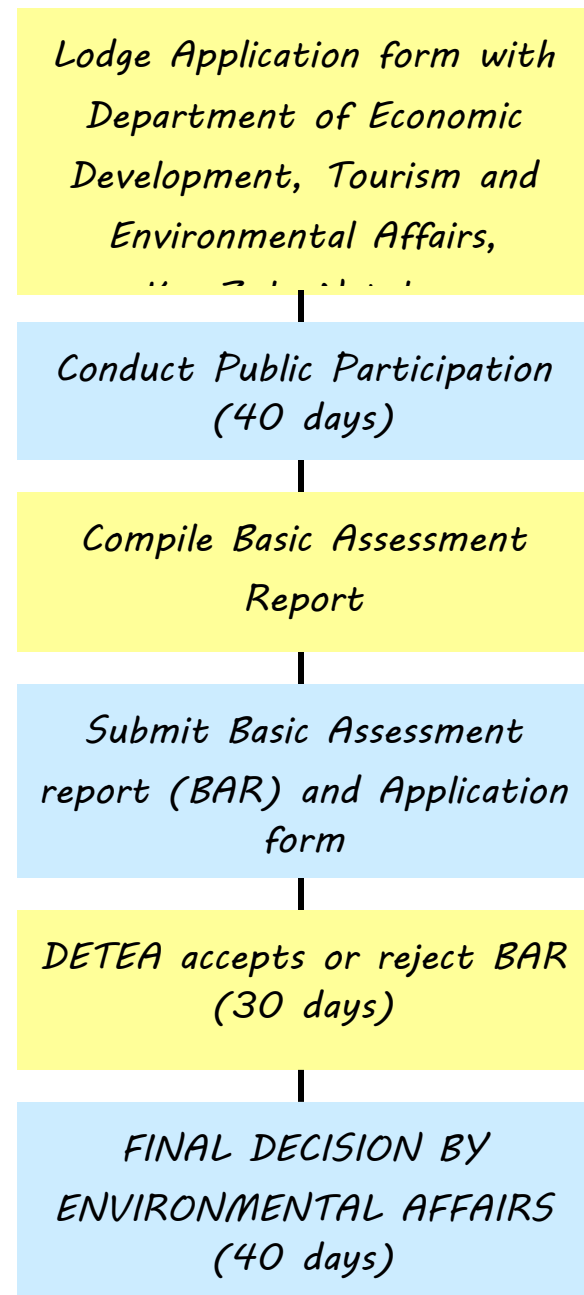 Lodge Application form with
Department of Economic
Development, Tourism and
Environmental Affairs,
Conduct Public Participation
(40 days)
Compile Basic Assessment
Report
Submit Basic Assessment
report (BAR) and Application
form
DETEA accepts or reject BAR
(30 days)
FINAL DECISION BY
ENVIRONMENTAL AFFAIRS
(40 days)